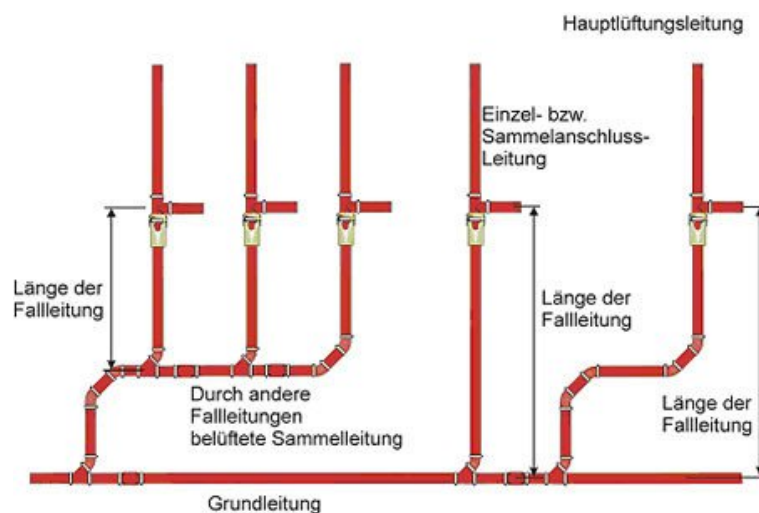 Hauptlüftungsleitung
Einzel- bzw.
Sammelanschluss-
Leitung
Länge der
Fallleitung
Länge der
Fallleitung
Länge der
Fallleitung
Durch andere
Fallleitungen
belüftete Sammelleitung
Grundleitung